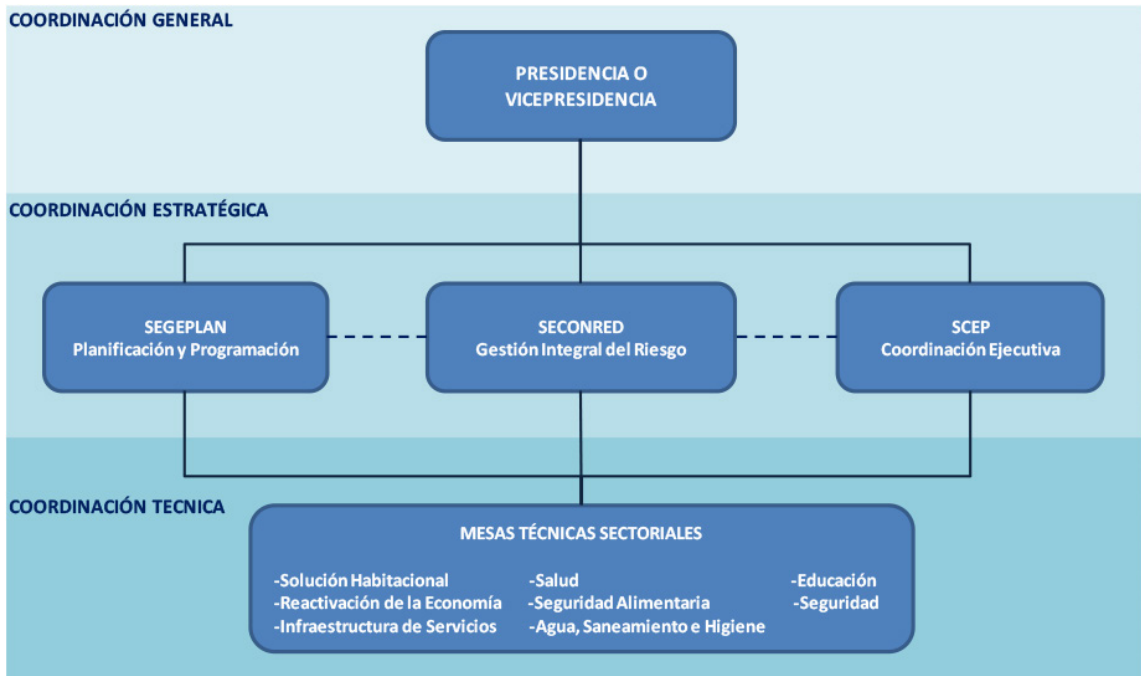 COORDINACIÓN GENERAL
PRESIDENCIA O
VICEPRESIDENCIA
COORDINACIÓN ESTRATÉGICA
SEGEPLAN
Planificación y Programación
SECONRED
Gestión Integral del Riesgo
SCEP
Coordinación Ejecutiva
COORDINACIÓN TECNICA
MESAS TÉCNICAS SECTORIALES
-Solución Habitacional
-Reactivación de la Economía
-Infraestructura de Servicios
-Salud
-Seguridad Alimentaria
-Agua, Saneamiento e Higiene
-Educación
-Seguridad